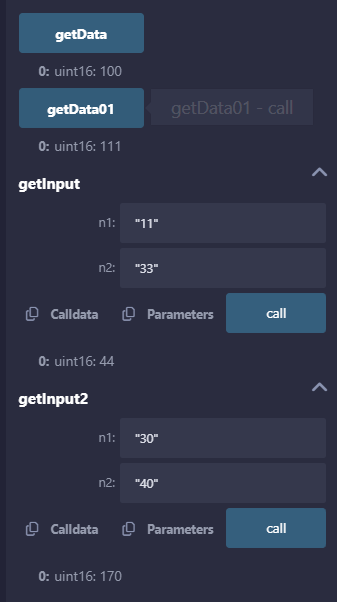 getData
0: uint16: 100
getData01
getData01 - call
0: uint16: 111
getInput
n1: "11"
n2: "33"
Calldata Parameters call
0: uint16: 44
getInput2
n1: "30"
n2: "40"
Calldata Parameters call
0: uint16: 170